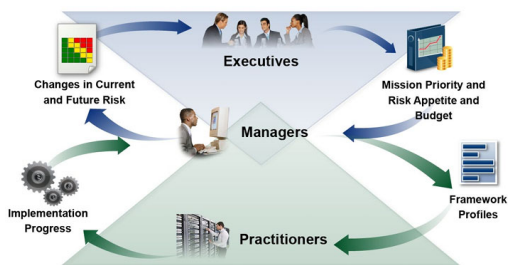 Executives
Changes in Current
and Future Risk
Mission Priority and
Risk Appetite and
Budget
Managers
Implementation
Progress
Framework
Profiles
Practitioners